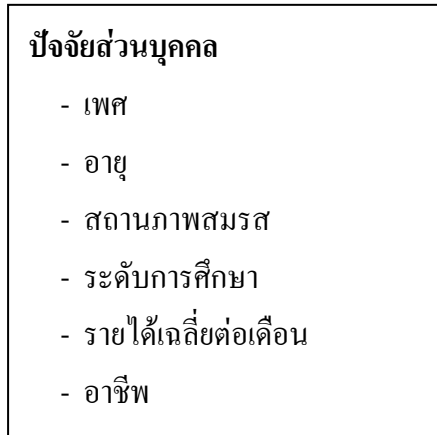 ปัจจัยส่วนบุคคล
- เพศ
- อายุ
- สถานภาพสมรส
- ระดับการศึกษา
- รายได้เฉลี่ยต่อเดือน
- อาชีพ